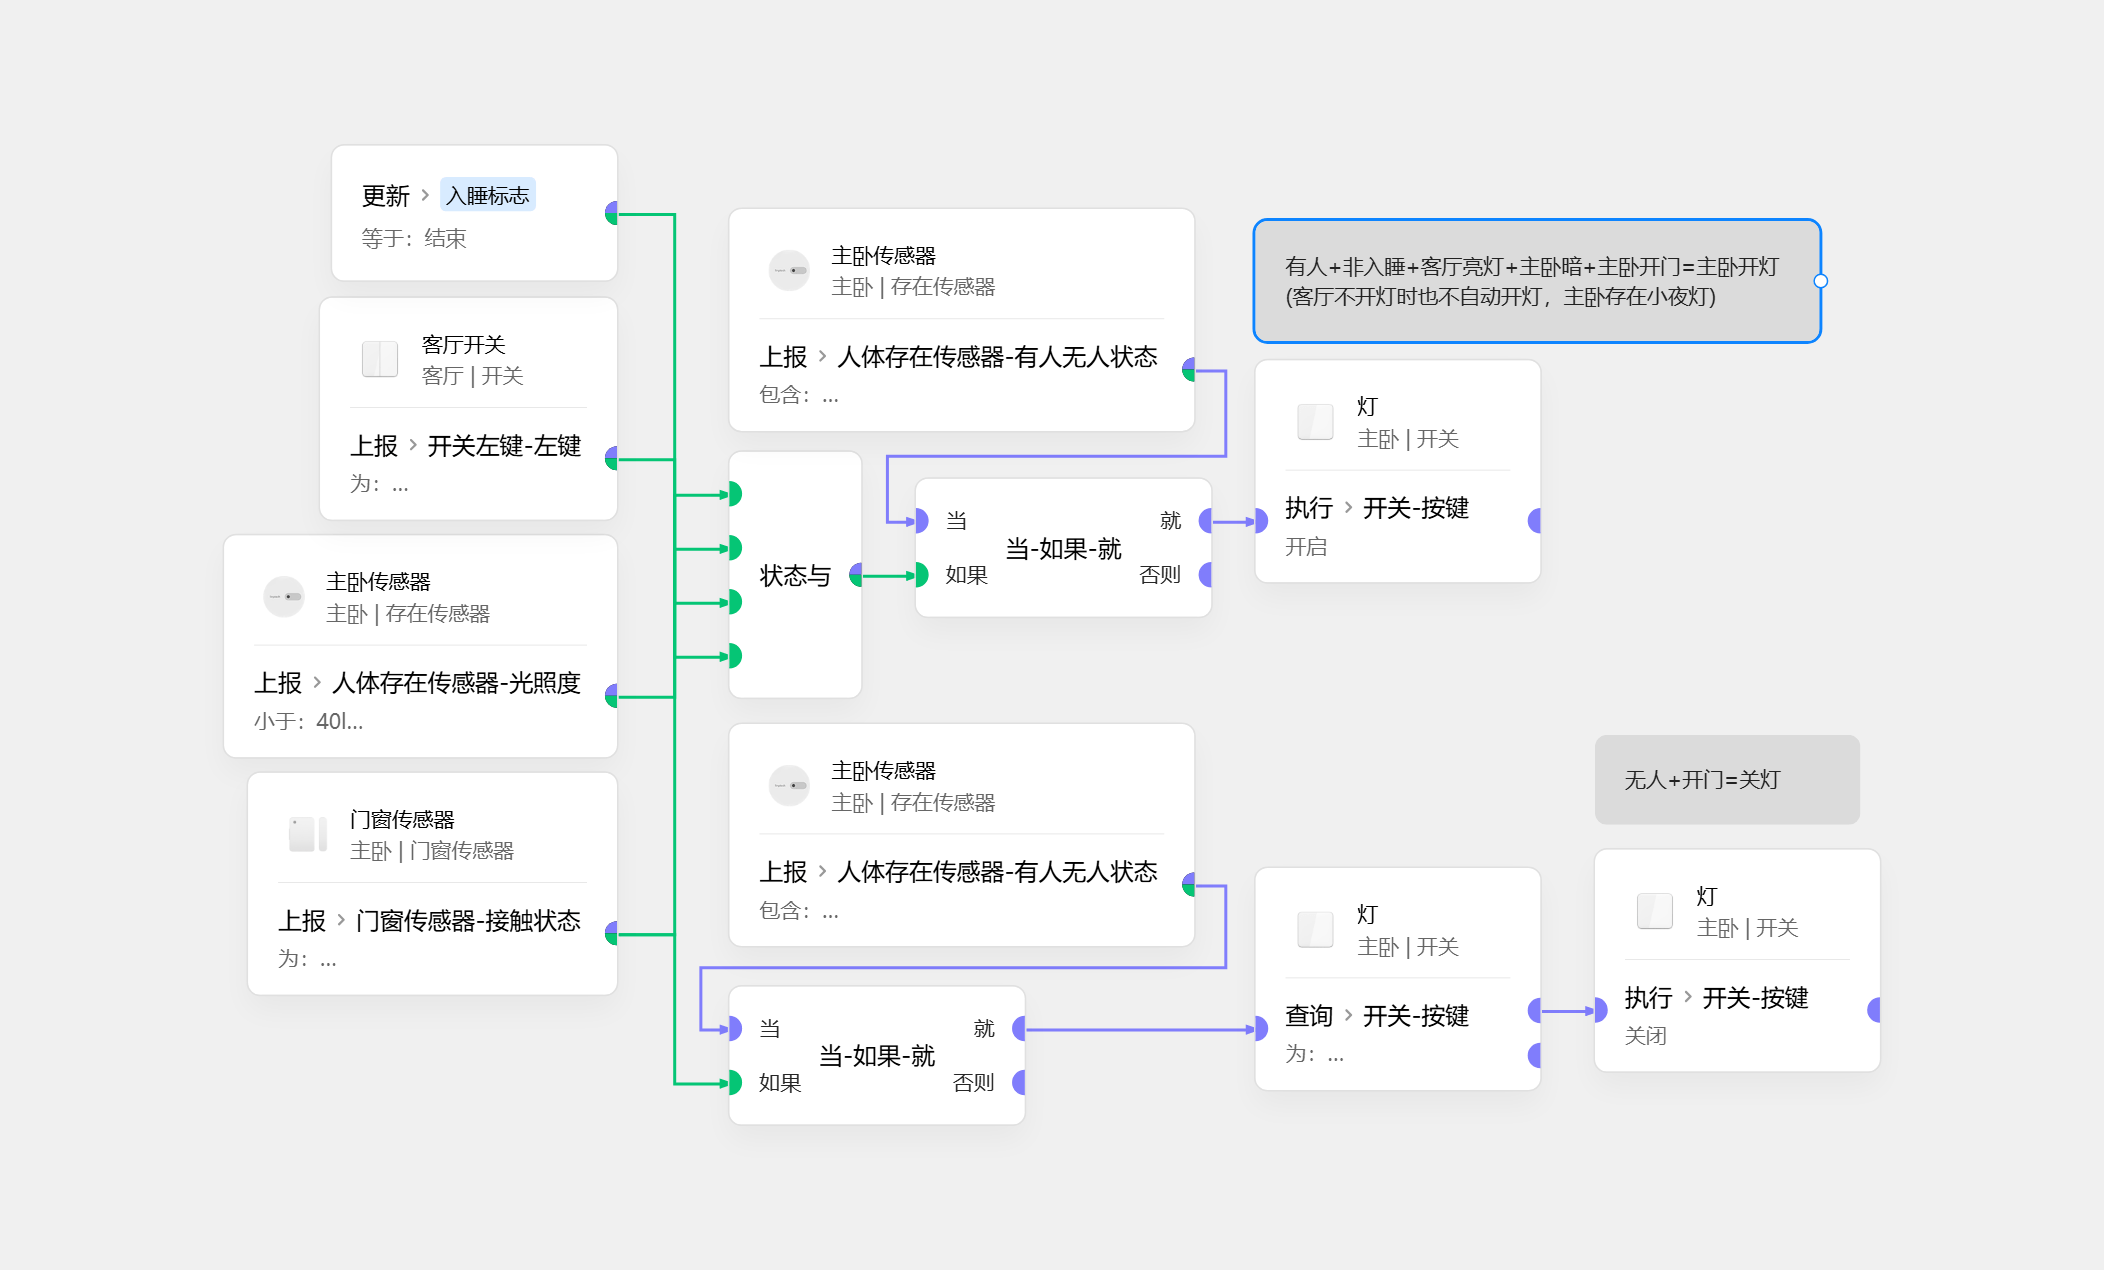 更新 > 入睡标志
等于：结束
客厅开关
客厅 | 开关
上报 > 开关左键-左键
为：...
主卧传感器
主卧 | 存在传感器
上报 > 人体存在传感器-光照度
小于：40l...
门窗传感器
主卧 | 门窗传感器
上报 > 门窗传感器-接触状态
为：...
主卧传感器
主卧 | 存在传感器
上报 > 人体存在传感器-有人无人状态
包含：...
状态与
当
就
当-如果-就
如果
否则
有人+非入睡+客厅亮灯+主卧暗+主卧开门=主卧开灯
(客厅不开灯时也不自动开灯，主卧存在小夜灯)
灯
主卧 | 开关
执行 > 开关-按键
开启
主卧传感器
主卧 | 存在传感器
上报 > 人体存在传感器-有人无人状态
包含：...
当
就
当-如果-就
如果
否则
灯
主卧 | 开关
查询 > 开关-按键
为：...
无人+开门=关灯
灯
主卧 | 开关
执行 > 开关-按键
关闭